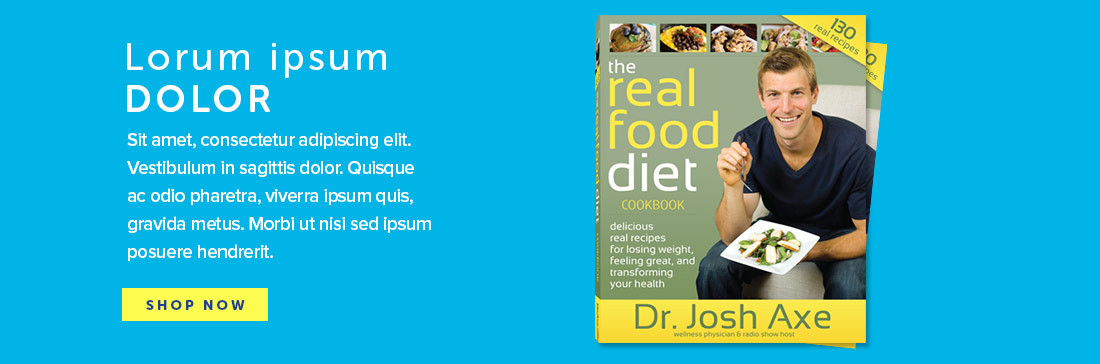 Lorum ipsum
DOLOR
Sit amet, consectetur adipiscing elit.
Vestibulum in sagittis dolor. Quisque
ac odio pharetra, viverra ipsum quis,
gravida metus. Morbi ut nisi sed ipsum
posuere hendrerit.
SHOP NOW
130
real recipes
the
real
food
diet
COOKBOOK
delicious
real recipes
for losing weight,
feeling great, and
transforming
your health
Dr. Josh Axe
wellness physician & radio show host